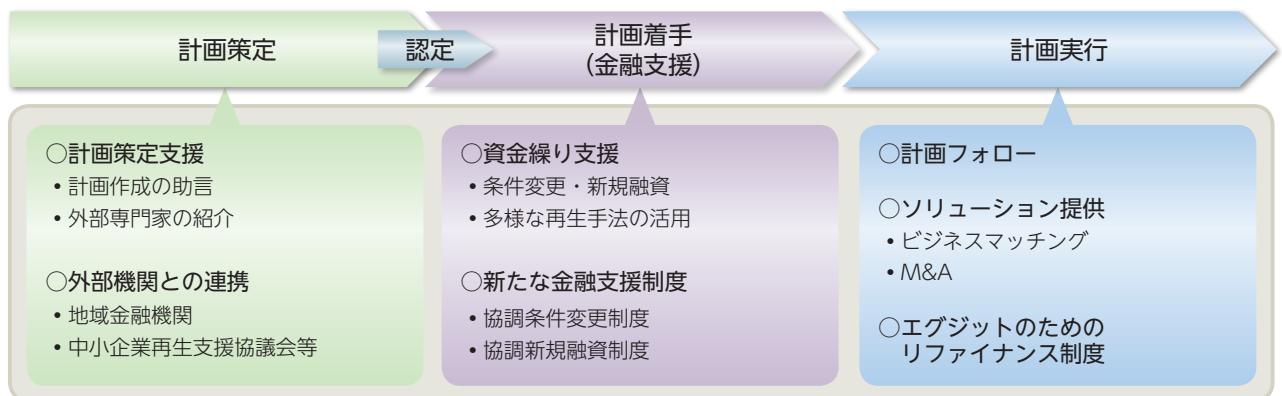 計画策定
認定
計画着手
(金融支援)
計画実行
○計画策定支援
• 計画作成の助言
• 外部専門家の紹介
○外部機関との連携
• 地域金融機関
• 中小企業再生支援協議会等
○資金繰り支援
• 条件変更・新規融資
• 多様な再生手法の活用
○新たな金融支援制度
• 協調条件変更制度
• 協調新規融資制度
○計画フォロー
○ソリューション提供
• ビジネスマッチング
• M&A
○エグジットのための
リファイナンス制度